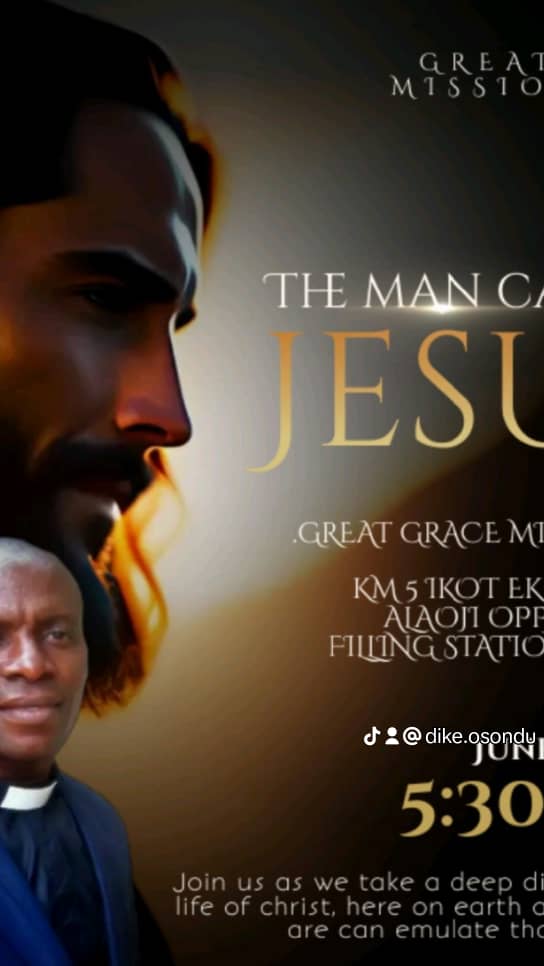 GREAT
MISSIO
THE MAN CA
JESU
.GREAT GRACE MI
KM 5 IKOT EK
ALAOJI OPP
FILLING STATIO
@dike.osondu
JUN
5:30
Join us as we take a deep di
life of christ, here on earth a
are can emulate tho